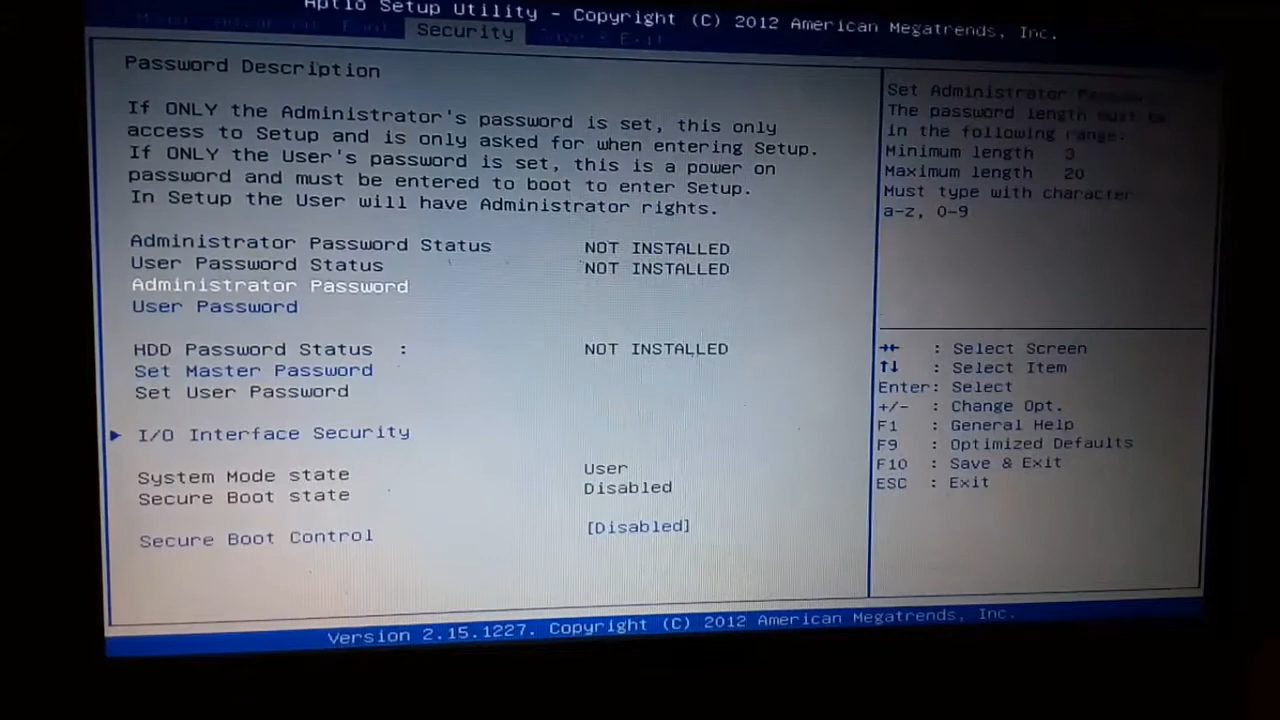 Aptio Setup Utility - Copyright (C) 2012 American Megatrends, Inc.
Security
Password Description
If ONLY the Administrator's password is set, this only
access to Setup and is only asked for when entering Setup.
If ONLY the User's password is set, this is a power on
password and must be entered to boot to enter Setup.
In Setup the User will have Administrator rights.
Administrator Password Status NOT INSTALLED
User Password Status NOT INSTALLED
Administrator Password
User Password
HDD Password Status : NOT INSTALLED
Set Master Password
Set User Password
I/O Interface Security
System Mode state User
Secure Boot state Disabled
Secure Boot Control [Disabled]
Set Administrator
The password length must be
in the following range:
Minimum length 3
Maximum length 20
Must type with character
a-z, 0-9
→← : Select Screen
↑↓ : Select Item
Enter: Select
+/- : Change Opt.
F1 : General Help
F9 : Optimized Defaults
F10 : Save & Exit
ESC : Exit
Version 2.15.1227. Copyright (C) 2012 American Megatrends, Inc.